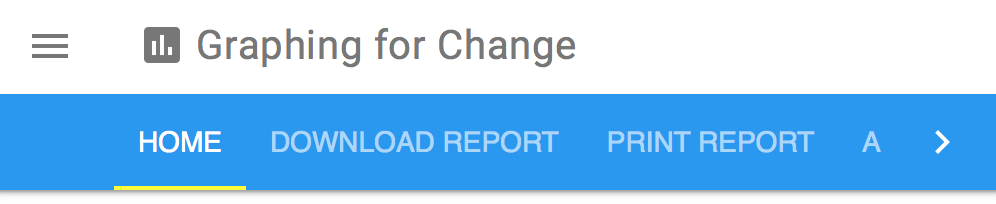 Graphing for Change
HOME DOWNLOAD REPORT PRINT REPORT A